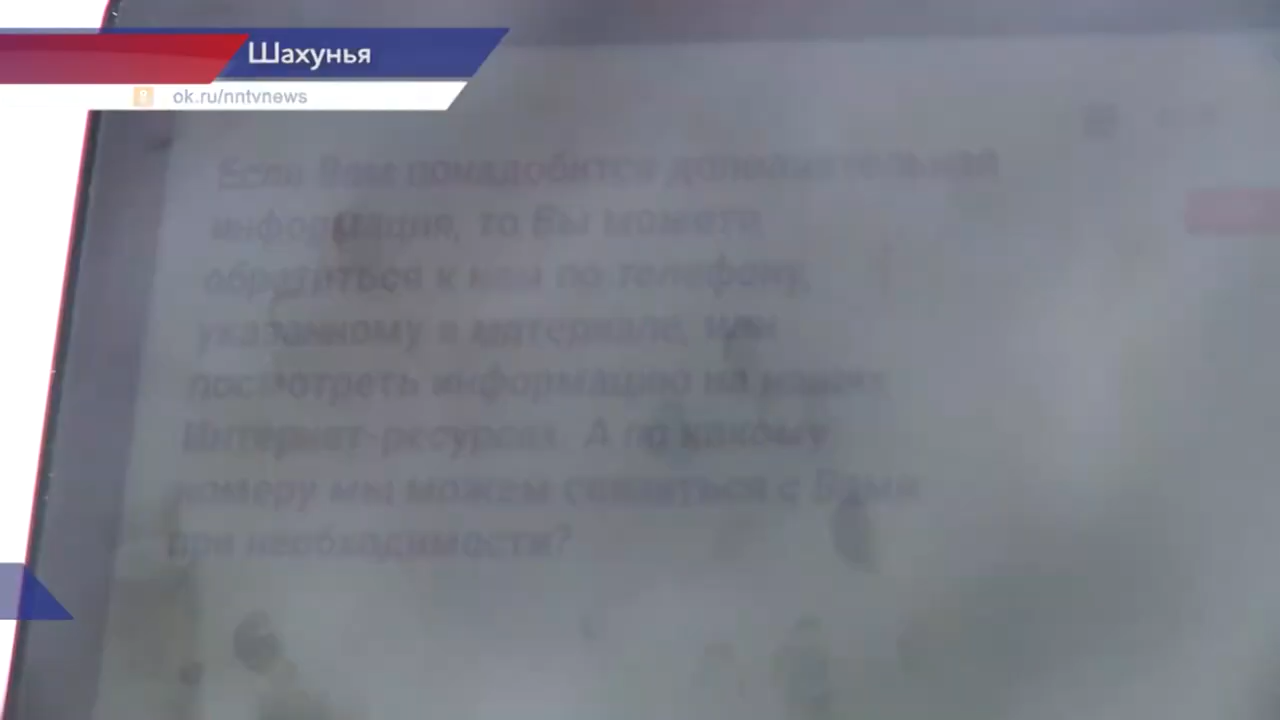 Шахунья
ok.ru/nntvnews
Если Вам понадобится дополнительная
информация, то Вы можете
обратиться к нам по телефону,
указанному в материале, или
посмотреть информацию на наших
Интернет-ресурсах. А по какому
номеру мы можем связаться с Вами
при необходимости?